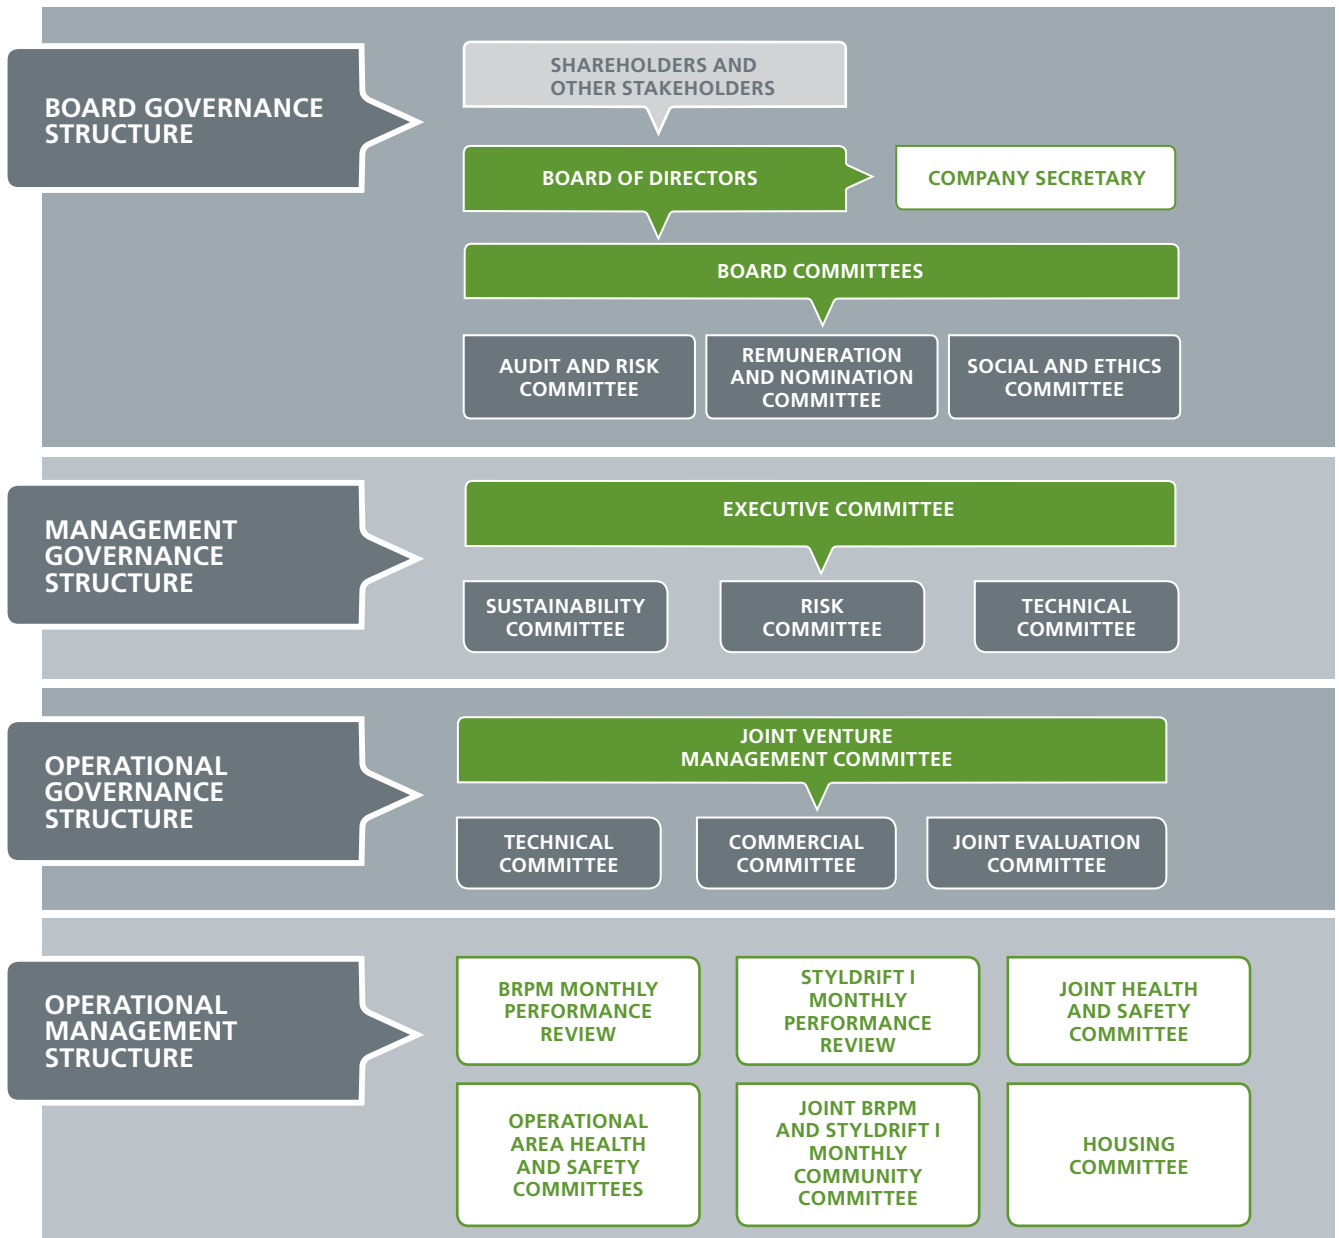 BOARD GOVERNANCE
STRUCTURE
SHAREHOLDERS AND
OTHER STAKEHOLDERS
BOARD OF DIRECTORS
COMPANY SECRETARY
BOARD COMMITTEES
AUDIT AND RISK
COMMITTEE
REMUNERATION
AND NOMINATION
COMMITTEE
SOCIAL AND ETHICS
COMMITTEE
MANAGEMENT
GOVERNANCE
STRUCTURE
EXECUTIVE COMMITTEE
SUSTAINABILITY
COMMITTEE
RISK
COMMITTEE
TECHNICAL
COMMITTEE
OPERATIONAL
GOVERNANCE
STRUCTURE
JOINT VENTURE
MANAGEMENT COMMITTEE
TECHNICAL
COMMITTEE
COMMERCIAL
COMMITTEE
JOINT EVALUATION
COMMITTEE
OPERATIONAL
MANAGEMENT
STRUCTURE
BRPM MONTHLY
PERFORMANCE
REVIEW
STYLDRIFT I
MONTHLY
PERFORMANCE
REVIEW
JOINT HEALTH
AND SAFETY
COMMITTEE
OPERATIONAL
AREA HEALTH
AND SAFETY
COMMITTEES
JOINT BRPM
AND STYLDRIFT I
MONTHLY
COMMUNITY
COMMITTEE
HOUSING
COMMITTEE